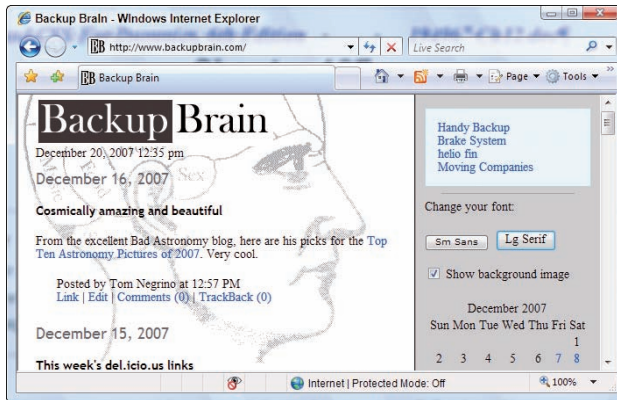 Backup Brain - Windows Internet Explorer
http://www.backupbrain.com/
Live Search
Backup Brain
Page
Tools
Backup Brain
December 20, 2007 12:35 pm
December 16, 2007
Sex
Cosmically amazing and beautiful
From the excellent Bad Astronomy blog, here are his picks for the Top
Ten Astronomy Pictures of 2007. Very cool.
Posted by Tom Negrino at 12:57 PM
Link | Edit | Comments (0) | TrackBack (0)
December 15, 2007
This week's del.icio.us links
Handy Backup
Brake System
helio fin
Moving Companies
Change your font:
Sm Sans
Lg Serif
Show background image
December 2007
Sun Mon Tue Wed Thu Fri Sat
1
2 3 4 5 6 7 8
Internet | Protected Mode: Off
100%